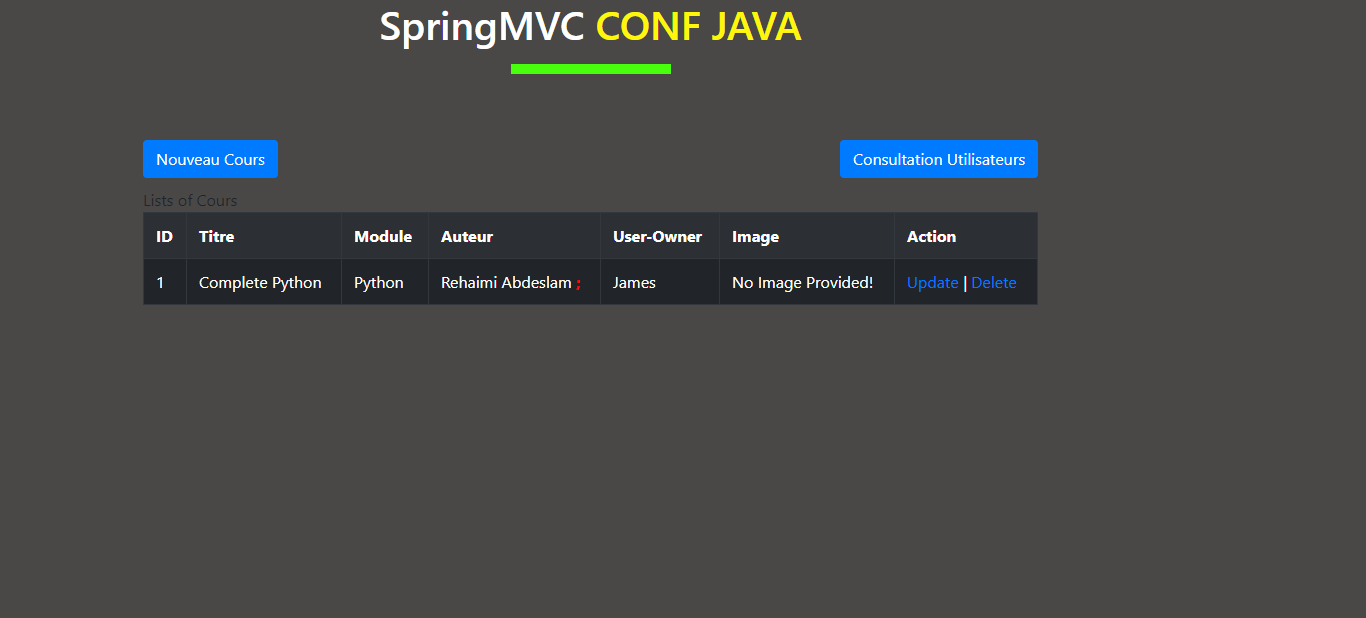 SpringMVC CONF JAVA
Nouveau Cours Consultation Utilisateurs
Lists of Cours
ID Titre Module Auteur User-Owner Image Action
1 Complete Python Python Rehaimi Abdeslam ; James No Image Provided! Update | Delete